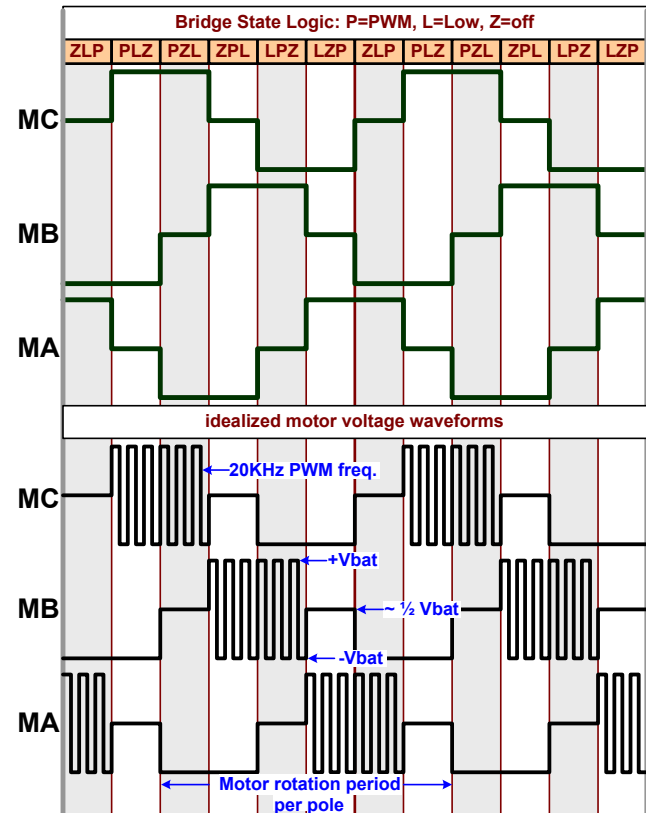 Bridge State Logic: P=PWM, L=Low, Z=off
ZLP PLZ PZL ZPL LPZ LZP ZLP PLZ PZL ZPL LPZ LZP
MC
MB
MA
idealized motor voltage waveforms
MC
20KHz PWM freq.
+Vbat
MB
~ ½ Vbat
-Vbat
MA
Motor rotation period
per pole